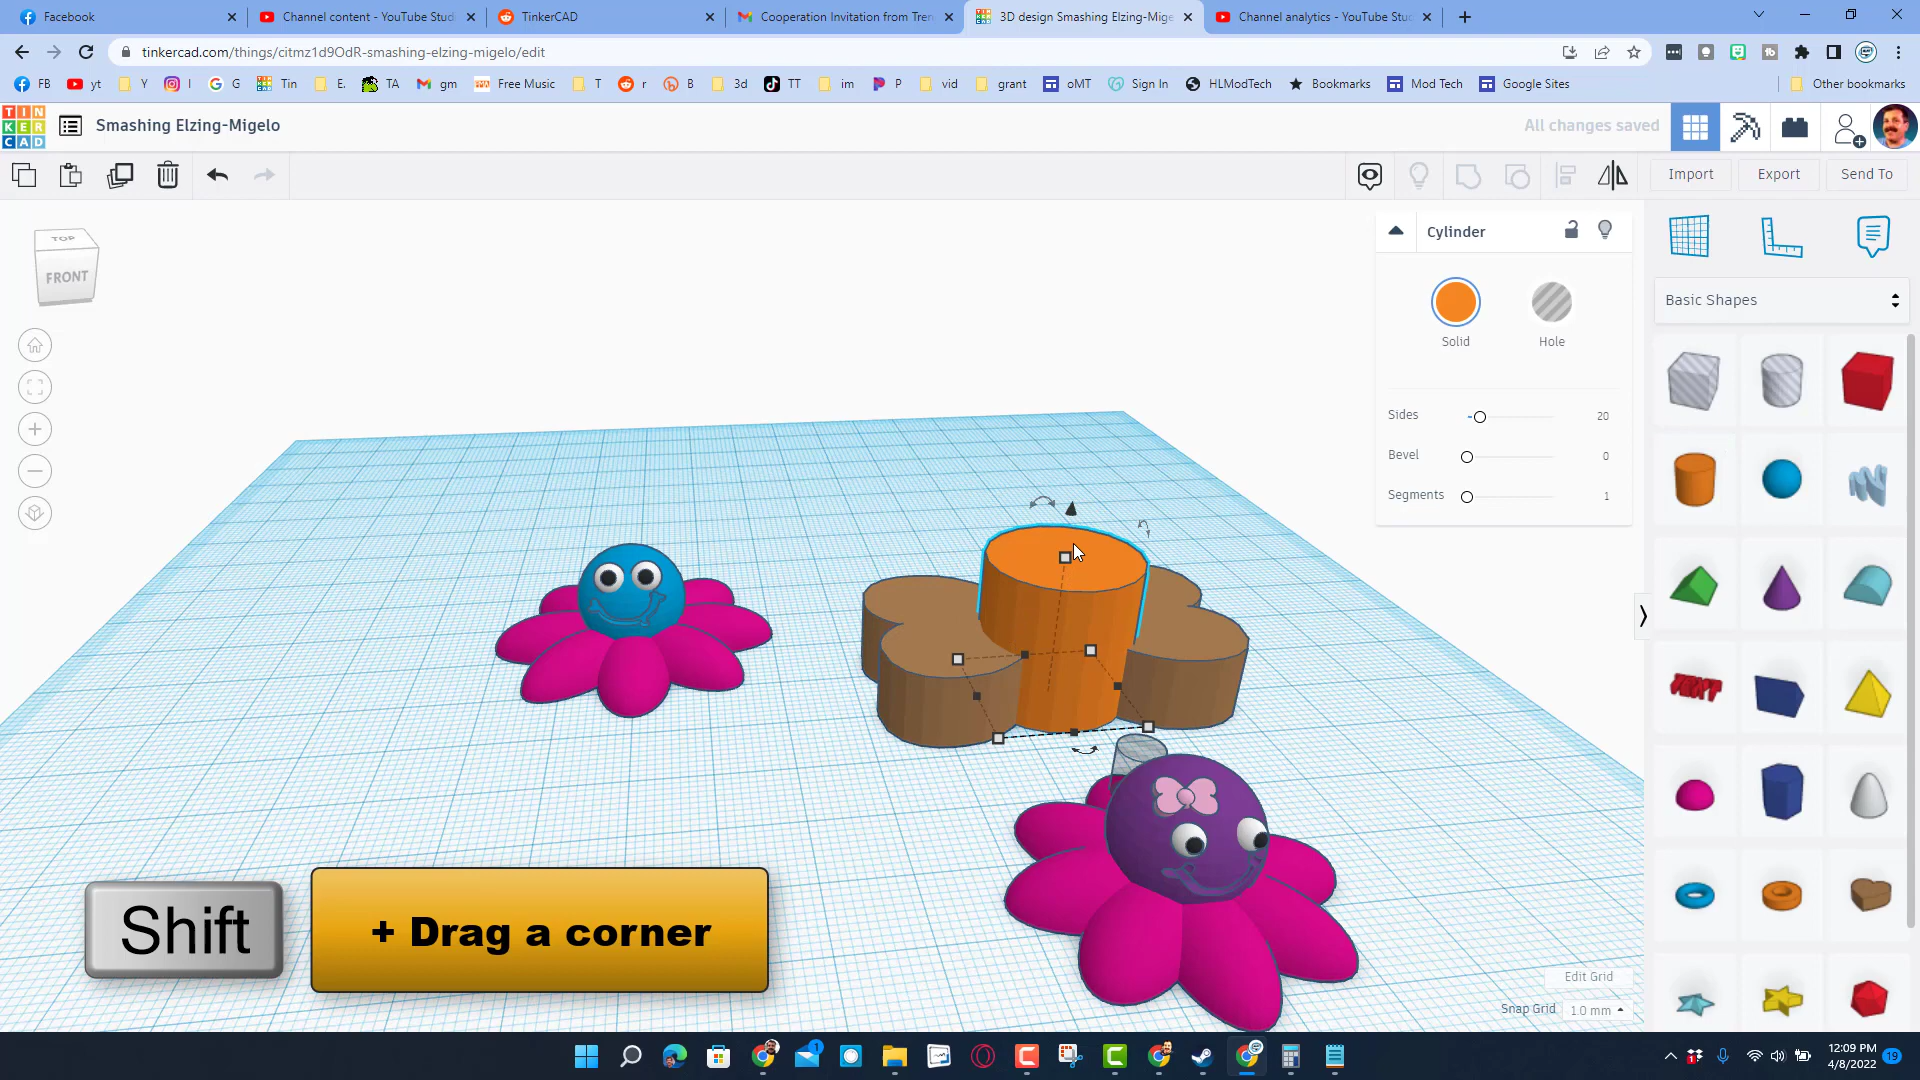 Facebook
Channel content - YouTube Stud
TinkerCAD
Cooperation Invitation from Tren
3D design Smashing Elzing-Mige
Channel analytics - YouTube Stud
tinkercad.com/things/citmz1d9OdR-smashing-elzing-migelo/edit
FB
yt
Y
I
G
Tin
E.
TA
gm
Free Music
T
r
B
3d
TT
im
P
vid
grant
oMT
Sign In
HLModTech
Bookmarks
Mod Tech
Google Sites
Other bookmarks
TIN
KER
CAD
Smashing Elzing-Migelo
All changes saved
Import
Export
Send To
TOP
FRONT
Cylinder
Solid
Hole
Sides
20
Bevel
0
Segments
1
Basic Shapes
TEXT
Shift
+ Drag a corner
Edit Grid
Snap Grid
1.0 mm
1
12:09 PM
4/8/2022
19